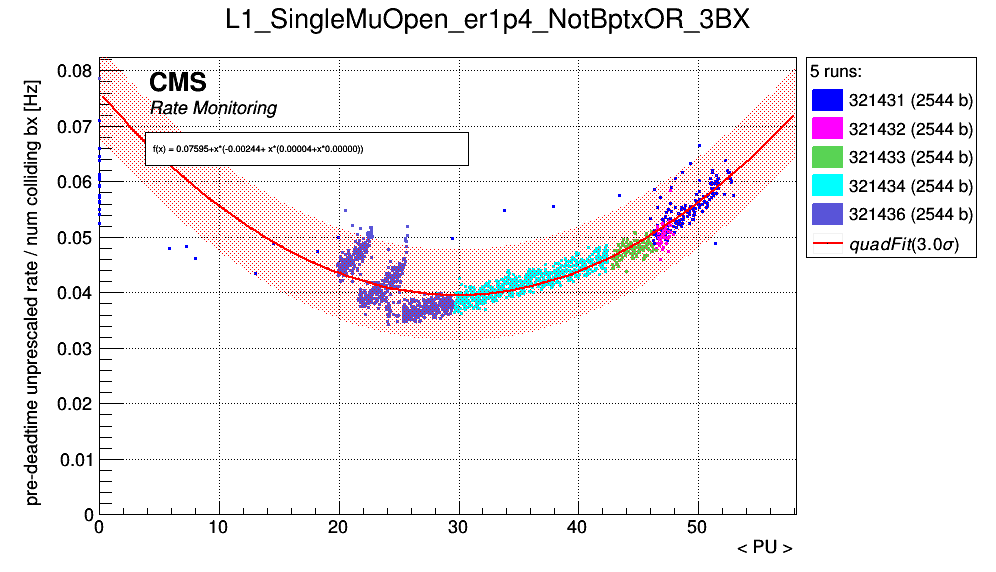 L1_SingleMuOpen_er1p4_NotBptxOR_3BX
pre-deadtime unprescaled rate / num colliding bx [Hz]
0.08
0.07
0.06
0.05
0.04
0.03
0.02
0.01
0
CMS
Rate Monitoring
f(x) = 0.07595+x*(-0.00244+ x*(0.00004+x*0.00000))
0 10 20 30 40 50
< PU >
5 runs:
321431 (2544 b)
321432 (2544 b)
321433 (2544 b)
321434 (2544 b)
321436 (2544 b)
quadFit(3.0σ)